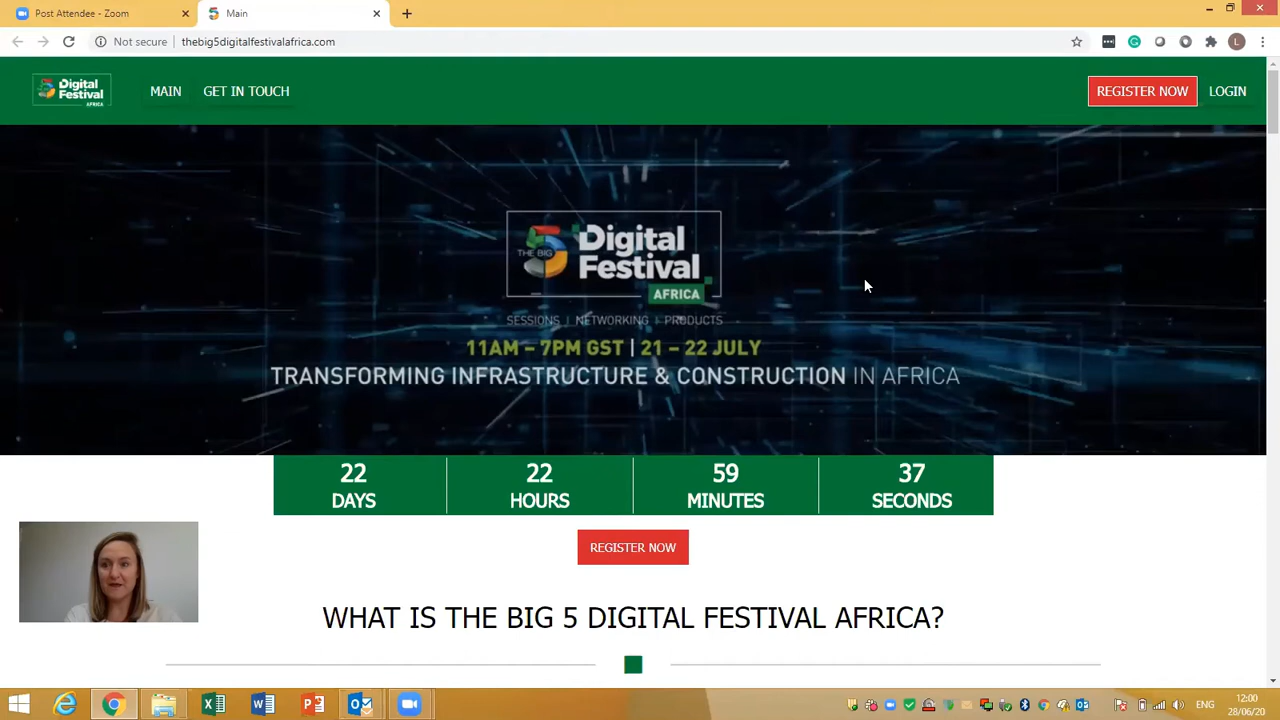 Post Attendee - Zoom
Main
Not secure
thebig5digitalfestivalafrica.com
L
Digital
Festival
AFRICA
MAIN
GET IN TOUCH
REGISTER NOW
LOGIN
THE BIG
5
Digital
Festival
AFRICA
SESSIONS | NETWORKING | PRODUCTS
11AM – 7PM GST | 21 – 22 JULY
TRANSFORMING INFRASTRUCTURE & CONSTRUCTION IN AFRICA
22 22 59 37
DAYS HOURS MINUTES SECONDS
REGISTER NOW
WHAT IS THE BIG 5 DIGITAL FESTIVAL AFRICA?
ENG
12:00
28/06/20